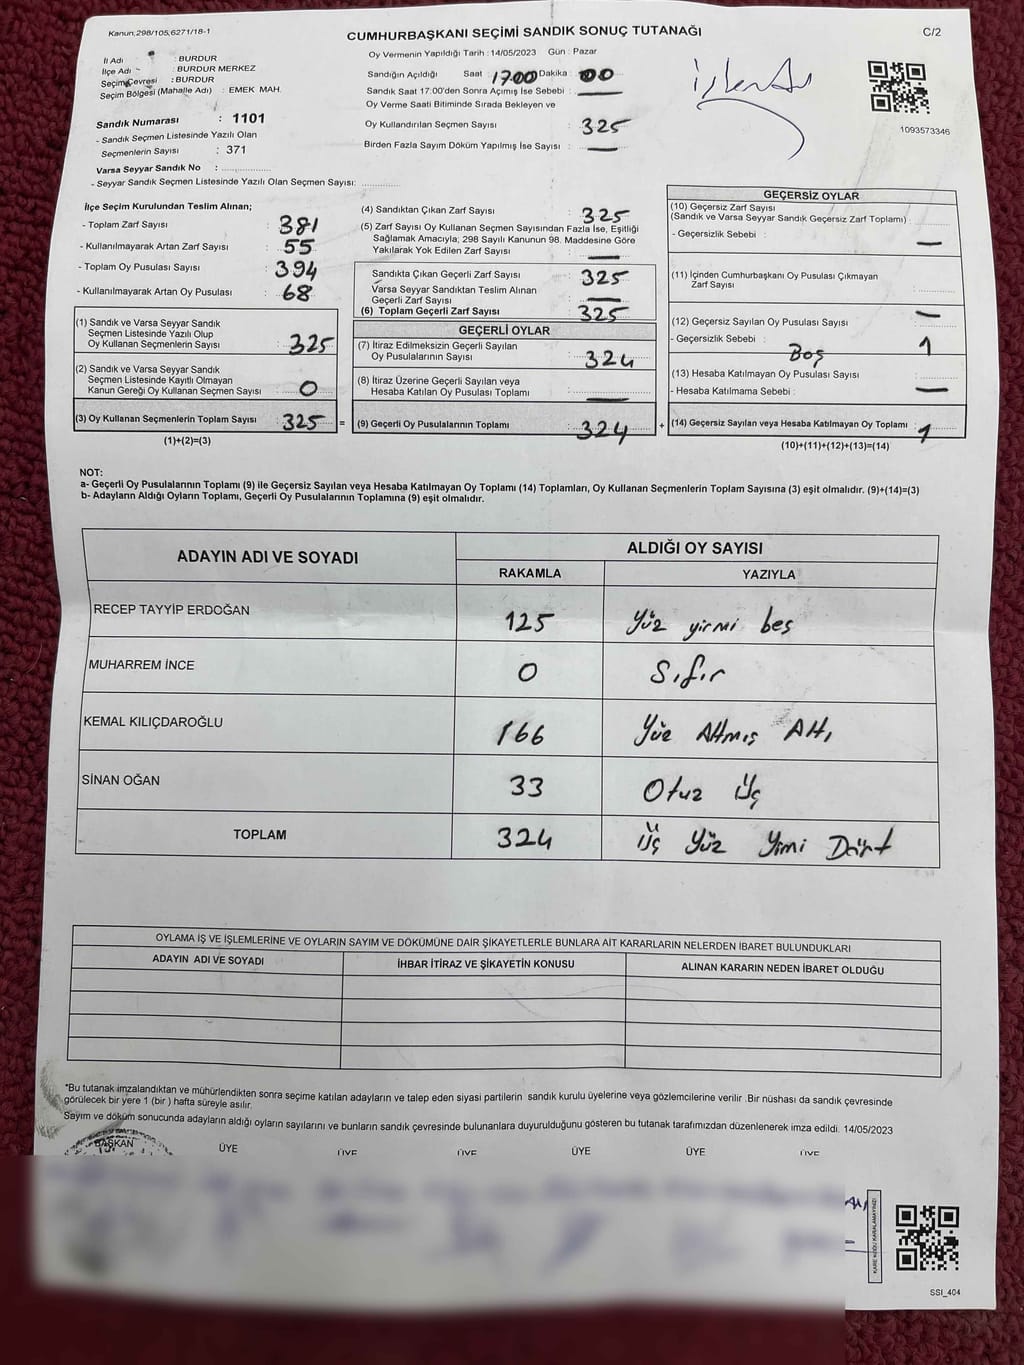 Kanun, 298/105,6271/18-1
CUMHURBAŞKANI SEÇİMİ SANDIK SONUÇ TUTANAĞI
C/2
İl Adı : BURDUR
İlçe Adı : BURDUR MERKEZ
Seçim Çevresi : BURDUR
Seçim Bölgesi (Mahalle Adı) : EMEK MAH.
Sandık Numarası : 1101
- Sandık Seçmen Listesinde Yazılı Olan
Seçmenlerin Sayısı : 371
Varsa Seyyar Sandık No :
- Seyyar Sandık Seçmen Listesinde Yazılı Olan Seçmen Sayısı:
Oy Vermenin Yapıldığı Tarih : 14/05/2023 Gün : Pazar
Sandığın Açıldığı Saat : 17:00 Dakika : 00
Sandık Saat 17:00'den Sonra Açımış İse Sebebi : —
Oy Verme Saati Bitiminde Sırada Bekleyen ve
Oy Kullandırılan Seçmen Sayısı : 325
Birden Fazla Sayım Döküm Yapılmış İse Sayısı : —
1093573346
İlçe Seçim Kurulundan Teslim Alınan;
- Toplam Zarf Sayısı : 381
- Kullanılmayarak Artan Zarf Sayısı : 55
- Toplam Oy Pusulası Sayısı : 394
- Kullanılmayarak Artan Oy Pusulası : 68
(1) Sandık ve Varsa Seyyar Sandık
Seçmen Listesinde Yazılı Olup
Oy Kullanan Seçmenlerin Sayısı : 325
(2) Sandık ve Varsa Seyyar Sandık
Seçmen Listesinde Kayıtlı Olmayan
Kanun Gereği Oy Kullanan Seçmen Sayısı : 0
(3) Oy Kullanan Seçmenlerin Toplam Sayısı : 325 =
(1)+(2)=(3)
(4) Sandıktan Çıkan Zarf Sayısı : 325
(5) Zarf Sayısı Oy Kullanan Seçmen Sayısından Fazla İse, Eşitliği
Sağlamak Amacıyla; 298 Sayılı Kanunun 98. Maddesine Göre
Yakılarak Yok Edilen Zarf Sayısı : —
Sandıkta Çıkan Geçerli Zarf Sayısı : 325
Varsa Seyyar Sandıktan Teslim Alınan
Geçerli Zarf Sayısı : —
(6) Toplam Geçerli Zarf Sayısı : 325
GEÇERLİ OYLAR
(7) İtiraz Edilmeksizin Geçerli Sayılan
Oy Pusulalarının Sayısı : 324
(8) İtiraz Üzerine Geçerli Sayılan veya
Hesaba Katılan Oy Pusulası Toplamı : —
(9) Geçerli Oy Pusulalarının Toplamı : 324 +
GEÇERSİZ OYLAR
(10) Geçersiz Zarf Sayısı
(Sandık ve Varsa Seyyar Sandık Geçersiz Zarf Toplamı) :
- Geçersizlik Sebebi : —
(11) İçinden Cumhurbaşkanı Oy Pusulası Çıkmayan
Zarf Sayısı : —
(12) Geçersiz Sayılan Oy Pusulası Sayısı : 1
- Geçersizlik Sebebi : Boş
(13) Hesaba Katılmayan Oy Pusulası Sayısı :
- Hesaba Katılmama Sebebi : —
(14) Geçersiz Sayılan veya Hesaba Katılmayan Oy Toplamı : 1
(10)+(11)+(12)+(13)=(14)
NOT:
a- Geçerli Oy Pusulalarının Toplamı (9) ile Geçersiz Sayılan veya Hesaba Katılmayan Oy Toplamı (14) Toplamları, Oy Kullanan Seçmenlerin Toplam Sayısına (3) eşit olmalıdır. (9)+(14)=(3)
b- Adayların Aldığı Oyların Toplamı, Geçerli Oy Pusulalarının Toplamına (9) eşit olmalıdır.
ADAYIN ADI VE SOYADI
ALDIĞI OY SAYISI
RAKAMLA YAZIYLA
RECEP TAYYİP ERDOĞAN 125 Yüz yirmi beş
MUHARREM İNCE 0 Sıfır
KEMAL KILIÇDAROĞLU 166 Yüz Altmış Altı
SİNAN OĞAN 33 Otuz üç
TOPLAM 324 üç Yüz Yirmi Dört
OYLAMA İŞ VE İŞLEMLERİNE VE OYLARIN SAYIM VE DÖKÜMÜNE DAİR ŞİKAYETLERLE BUNLARA AİT KARARLARIN NELERDEN İBARET BULUNDUKLARI
ADAYIN ADI VE SOYADI İHBAR İTİRAZ VE ŞİKAYETİN KONUSU ALINAN KARARIN NEDEN İBARET OLDUĞU
*Bu tutanak imzalandıktan ve mühürlendikten sonra seçime katılan adayların ve talep eden siyasi partilerin sandık kurulu üyelerine veya gözlemcilerine verilir .Bir nüshası da sandık çevresinde
görülecek bir yere 1 (bir ) hafta süreyle asılır.
Sayım ve döküm sonucunda adayların aldığı oyların sayılarını ve bunların sandık çevresinde bulunanlara duyurulduğunu gösteren bu tutanak tarafımızdan düzenlenerek imza edildi. 14/05/2023
BAŞKAN ÜYE ÜYE ÜYE ÜYE ÜYE ÜYE
KARE KODU KARALAMAYINIZ!
SSI_404